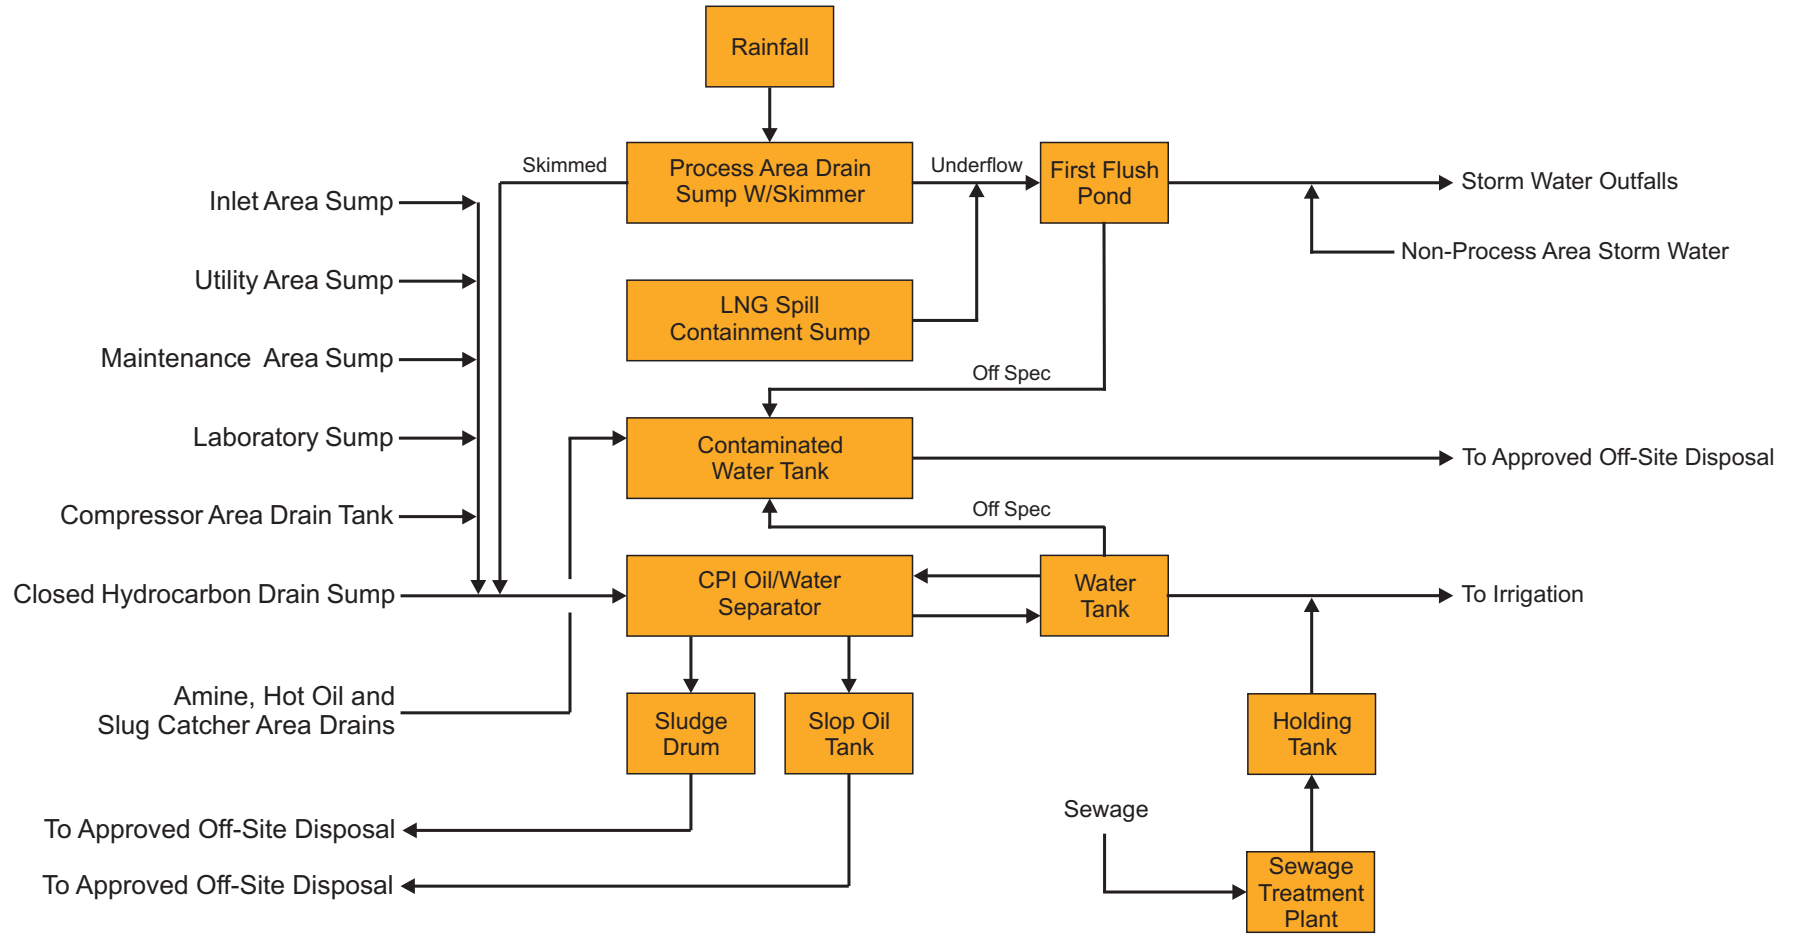 Rainfall
Skimmed
Process Area Drain
Sump W/Skimmer
Underflow
First Flush
Pond
Storm Water Outfalls
Inlet Area Sump
Non-Process Area Storm Water
Utility Area Sump
LNG Spill
Containment Sump
Maintenance Area Sump
Off Spec
Laboratory Sump
Contaminated
Water Tank
To Approved Off-Site Disposal
Compressor Area Drain Tank
Off Spec
Closed Hydrocarbon Drain Sump
CPI Oil/Water
Separator
Water
Tank
To Irrigation
Amine, Hot Oil and
Slug Catcher Area Drains
Sludge
Drum
Slop Oil
Tank
Holding
Tank
To Approved Off-Site Disposal
Sewage
To Approved Off-Site Disposal
Sewage
Treatment
Plant